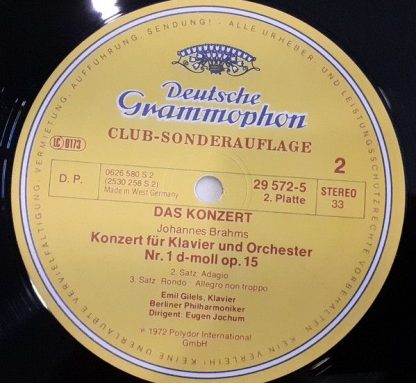 ALLE URHEBER- UND LEISTUNGSSCHUTZRECHTE VORBEHALTEN. KEINE UNERLAUBTE VERVIELFÄLTIGUNG, VERMIETUNG, AUFFÜHRUNG, SENDUNG! -
Deutsche
Grammophon
CLUB-SONDERAUFLAGE
LC 0173
2
D. P.
0626 580 S 2
(2530 258 S 2)
Made in West Germany
29 572-5
2. Platte
STEREO
33
DAS KONZERT
Johannes Brahms
Konzert für Klavier und Orchester
Nr. 1 d-moll op. 15
2. Satz: Adagio
3. Satz: Rondo Allegro non troppo
Emil Gilels, Klavier
Berliner Philharmoniker
Dirigent: Eugen Jochum
℗ 1972 Polydor International
GmbH